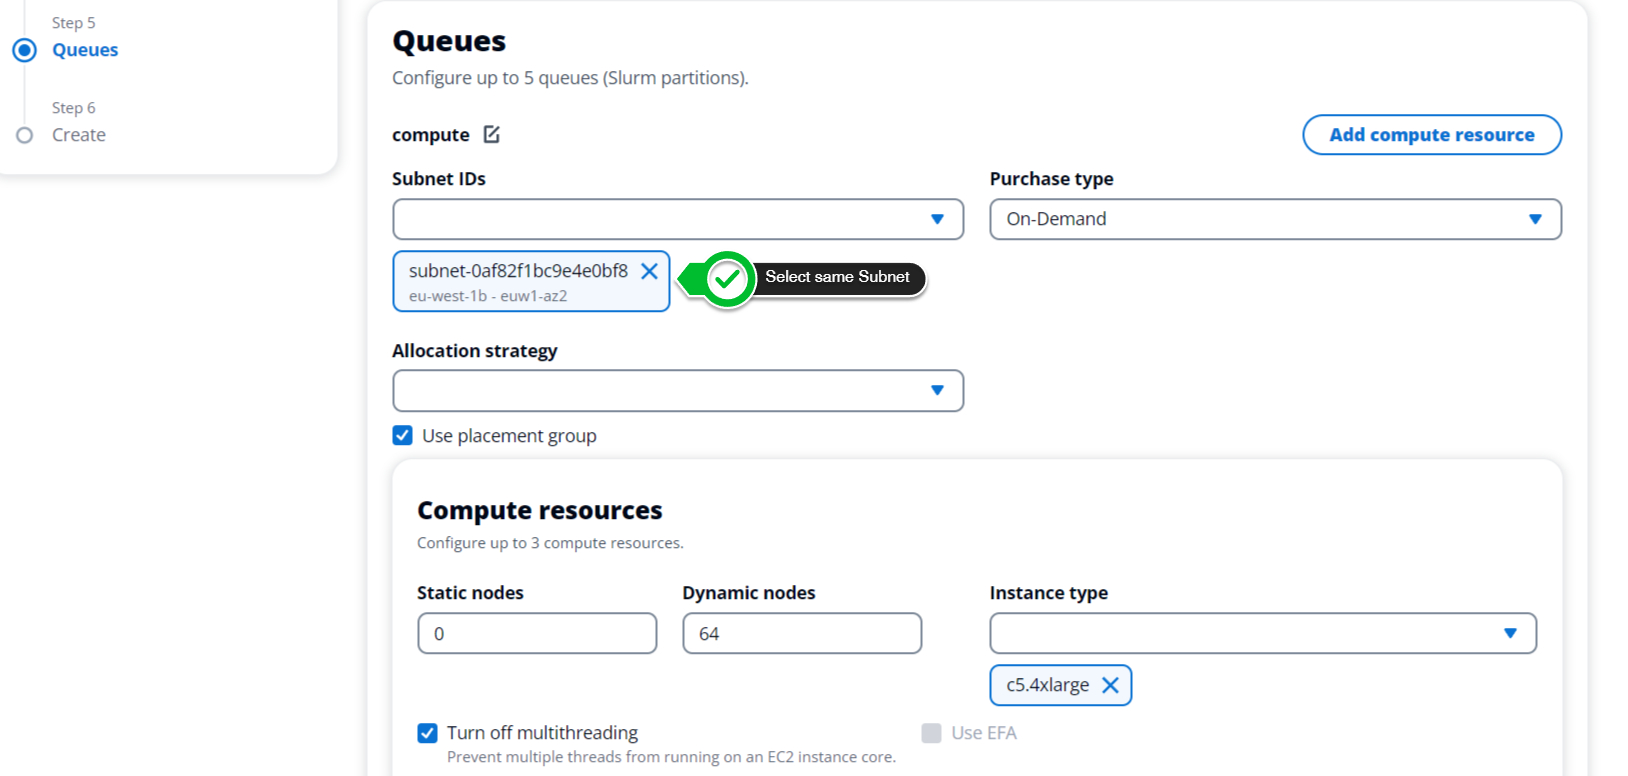 Step 5
Queues
Step 6
Create
Queues
Configure up to 5 queues (Slurm partitions).
compute
Add compute resource
Subnet IDs
Purchase type
On-Demand
subnet-0af82f1bc9e4e0bf8
eu-west-1b - euw1-az2
Select same Subnet
Allocation strategy
Use placement group
Compute resources
Configure up to 3 compute resources.
Static nodes
Dynamic nodes
Instance type
0
64
c5.4xlarge
Turn off multithreading
Use EFA
Prevent multiple threads from running on an EC2 instance core.